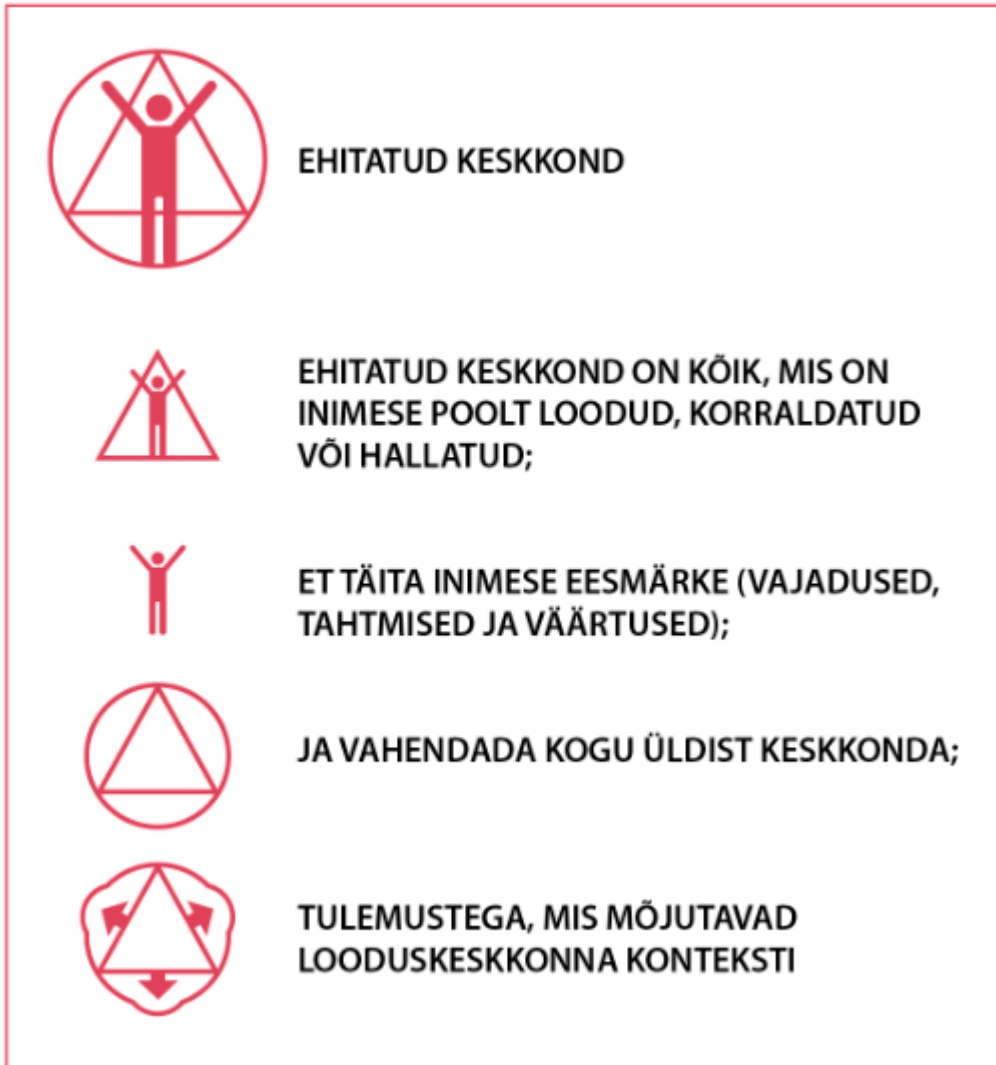 EHITATUD KESKKOND
EHITATUD KESKKOND ON KÕIK, MIS ON
INIMESE POOLT LOODUD, KORRALDATUD
VÕI HALLATUD;
ET TÄITA INIMESE EESMÄRKE (VAJADUSED,
TAHTMISED JA VÄÄRTUSED);
JA VAHENDADA KOGU ÜLDIST KESKKONDA;
TULEMUSTEGA, MIS MÕJUTAVAD
LOODUSKESKKONNA KONTEKSTI